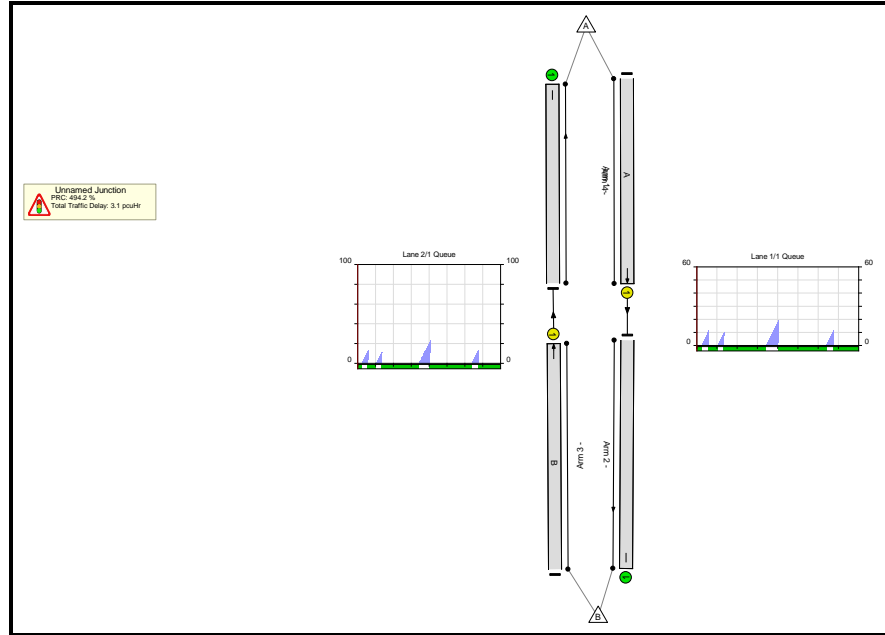 A
A
Unnamed Junction
PRC: 494.2 %
Total Traffic Delay: 3.1 pcuHr
Lane 2/1 Queue
100
100
0
0
Lane 1/1 Queue
60
60
0
0
Arm 3 -
Arm 2 -
B
B